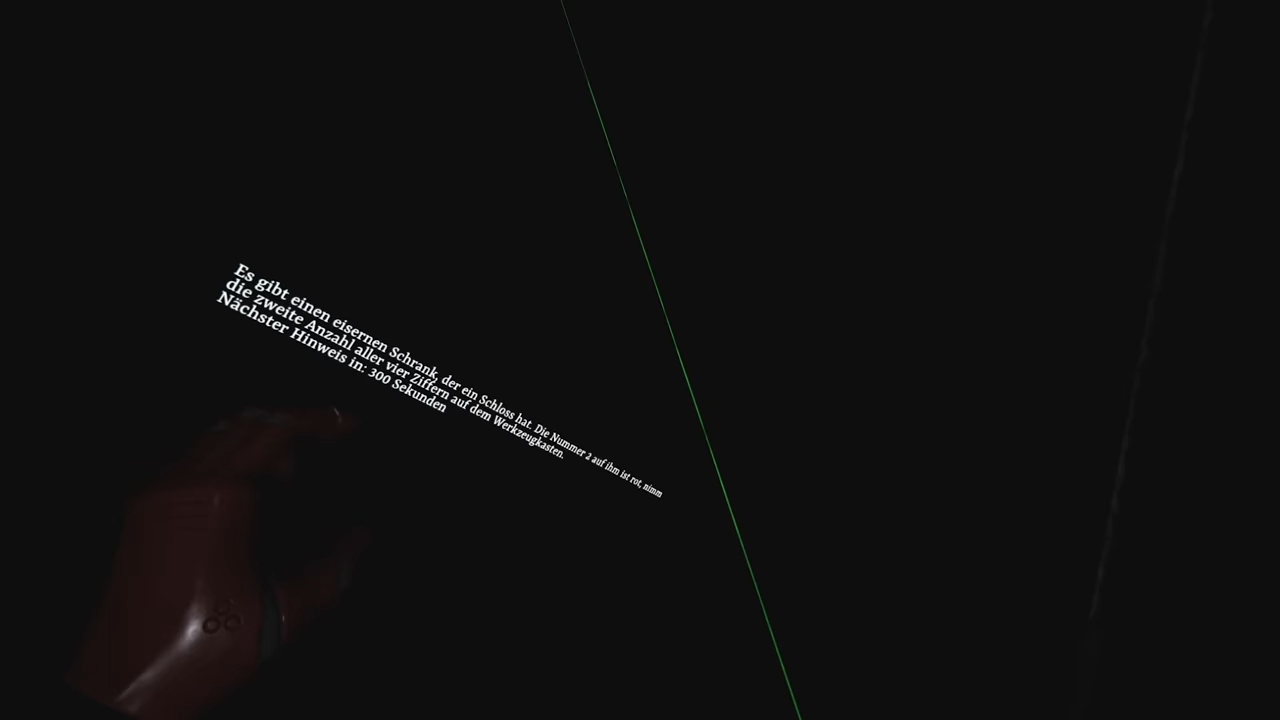 Es gibt einen eisernen Schrank, der ein Schloss hat. Die Nummer 2 auf ihm ist rot, nimm
die zweite Anzahl aller vier Ziffern auf dem Werkzeugkasten.
Nächster Hinweis in: 300 Sekunden